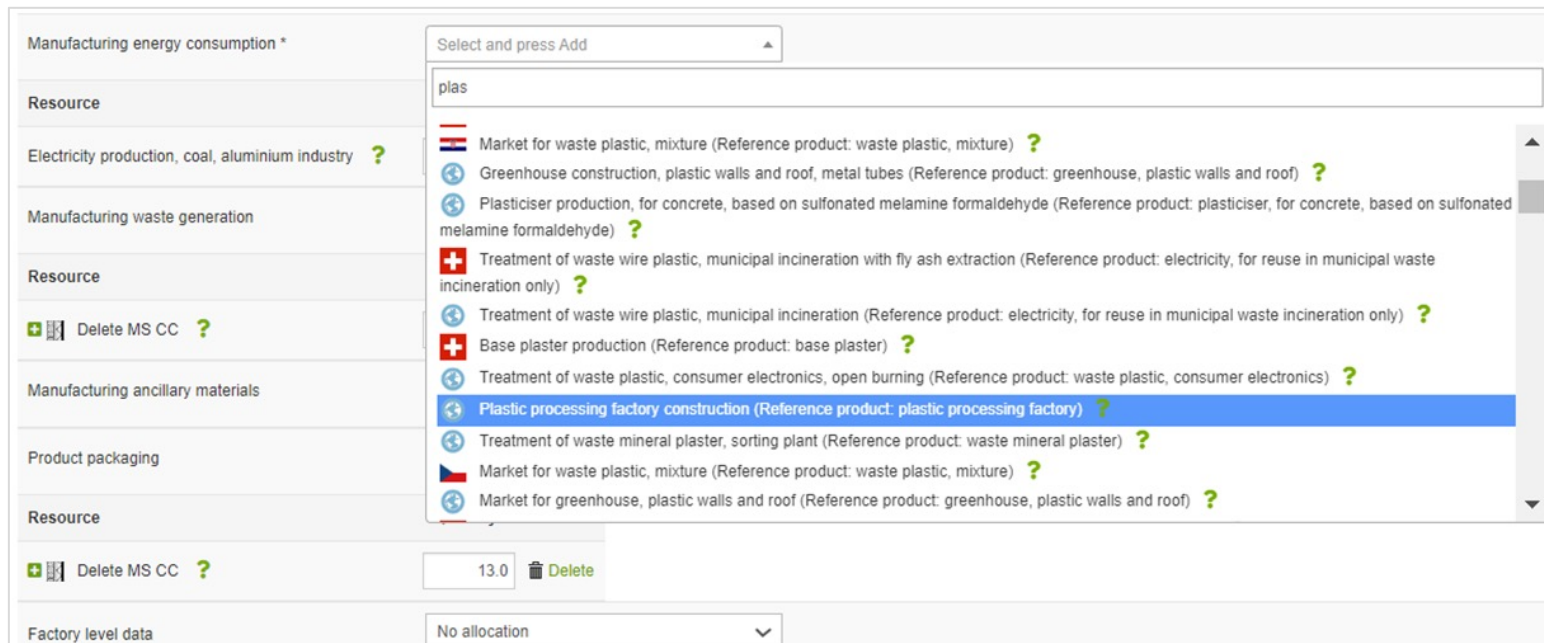 Manufacturing energy consumption *
Select and press Add
plas
Resource
Market for waste plastic, mixture (Reference product: waste plastic, mixture) ?
Electricity production, coal, aluminium industry ?
Greenhouse construction, plastic walls and roof, metal tubes (Reference product: greenhouse, plastic walls and roof) ?
Plasticiser production, for concrete, based on sulfonated melamine formaldehyde (Reference product: plasticiser, for concrete, based on sulfonated
melamine formaldehyde) ?
Manufacturing waste generation
Treatment of waste wire plastic, municipal incineration with fly ash extraction (Reference product: electricity, for reuse in municipal waste
incineration only) ?
Resource
Treatment of waste wire plastic, municipal incineration (Reference product: electricity, for reuse in municipal waste incineration only) ?
Delete MS CC ?
Base plaster production (Reference product: base plaster) ?
Treatment of waste plastic, consumer electronics, open burning (Reference product: waste plastic, consumer electronics) ?
Manufacturing ancillary materials
Plastic processing factory construction (Reference product: plastic processing factory) ?
Treatment of waste mineral plaster, sorting plant (Reference product: waste mineral plaster) ?
Product packaging
Market for waste plastic, mixture (Reference product: waste plastic, mixture) ?
Market for greenhouse, plastic walls and roof (Reference product: greenhouse, plastic walls and roof) ?
Resource
Delete MS CC ?
13.0 Delete
Factory level data
No allocation